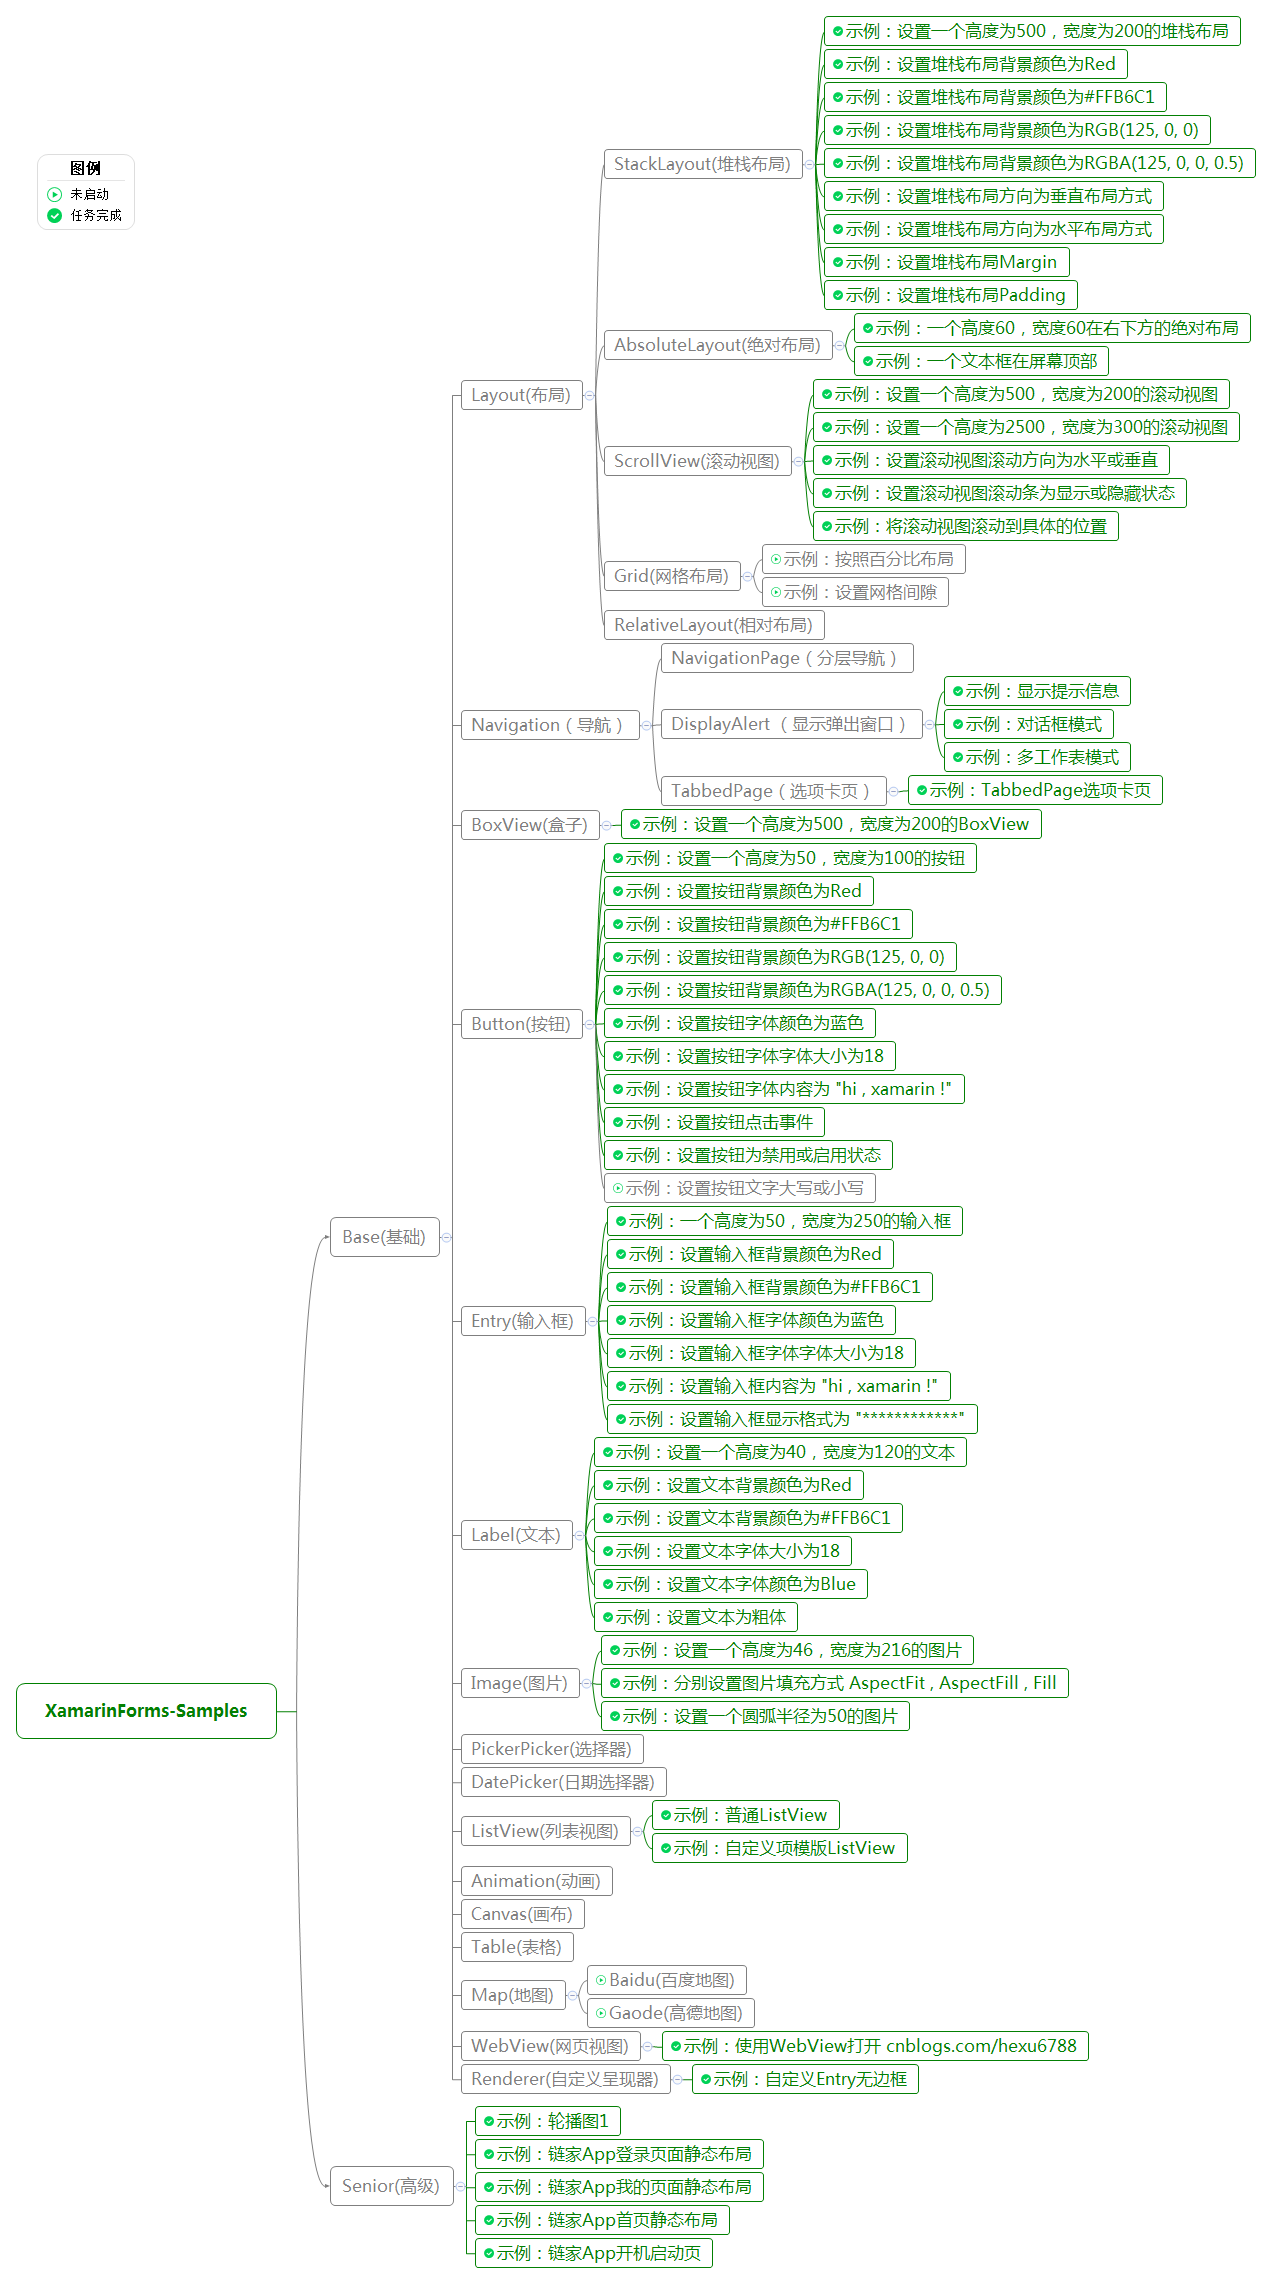 图例
未启动
任务完成
XamarinForms-Samples
Base(基础)
Layout(布局)
StackLayout(堆栈布局)
示例：设置一个高度为500，宽度为200的堆栈布局
示例：设置堆栈布局背景颜色为Red
示例：设置堆栈布局背景颜色为#FFB6C1
示例：设置堆栈布局背景颜色为RGB(125, 0, 0)
示例：设置堆栈布局背景颜色为RGBA(125, 0, 0, 0.5)
示例：设置堆栈布局方向为垂直布局方式
示例：设置堆栈布局方向为水平布局方式
示例：设置堆栈布局Margin
示例：设置堆栈布局Padding
AbsoluteLayout(绝对布局)
示例：一个高度60，宽度60在右下方的绝对布局
示例：一个文本框在屏幕顶部
ScrollView(滚动视图)
示例：设置一个高度为500，宽度为200的滚动视图
示例：设置一个高度为2500，宽度为300的滚动视图
示例：设置滚动视图滚动方向为水平或垂直
示例：设置滚动视图滚动条为显示或隐藏状态
示例：将滚动视图滚动到具体的位置
Grid(网格布局)
示例：按照百分比布局
示例：设置网格间隙
RelativeLayout(相对布局)
Navigation（导航）
NavigationPage（分层导航）
DisplayAlert （显示弹出窗口）
示例：显示提示信息
示例：对话框模式
示例：多工作表模式
TabbedPage（选项卡页）
示例：TabbedPage选项卡页
BoxView(盒子)
示例：设置一个高度为500，宽度为200的BoxView
Button(按钮)
示例：设置一个高度为50，宽度为100的按钮
示例：设置按钮背景颜色为Red
示例：设置按钮背景颜色为#FFB6C1
示例：设置按钮背景颜色为RGB(125, 0, 0)
示例：设置按钮背景颜色为RGBA(125, 0, 0, 0.5)
示例：设置按钮字体颜色为蓝色
示例：设置按钮字体字体大小为18
示例：设置按钮字体内容为 "hi , xamarin !"
示例：设置按钮点击事件
示例：设置按钮为禁用或启用状态
示例：设置按钮文字大写或小写
Entry(输入框)
示例：一个高度为50，宽度为250的输入框
示例：设置输入框背景颜色为Red
示例：设置输入框背景颜色为#FFB6C1
示例：设置输入框字体颜色为蓝色
示例：设置输入框字体字体大小为18
示例：设置输入框内容为 "hi , xamarin !"
示例：设置输入框显示格式为 "************"
Label(文本)
示例：设置一个高度为40，宽度为120的文本
示例：设置文本背景颜色为Red
示例：设置文本背景颜色为#FFB6C1
示例：设置文本字体大小为18
示例：设置文本字体颜色为Blue
示例：设置文本为粗体
Image(图片)
示例：设置一个高度为46，宽度为216的图片
示例：分别设置图片填充方式 AspectFit , AspectFill , Fill
示例：设置一个圆弧半径为50的图片
PickerPicker(选择器)
DatePicker(日期选择器)
ListView(列表视图)
示例：普通ListView
示例：自定义项模版ListView
Animation(动画)
Canvas(画布)
Table(表格)
Map(地图)
Baidu(百度地图)
Gaode(高德地图)
WebView(网页视图)
示例：使用WebView打开 cnblogs.com/hexu6788
Renderer(自定义呈现器)
示例：自定义Entry无边框
Senior(高级)
示例：轮播图1
示例：链家App登录页面静态布局
示例：链家App我的页面静态布局
示例：链家App首页静态布局
示例：链家App开机启动页